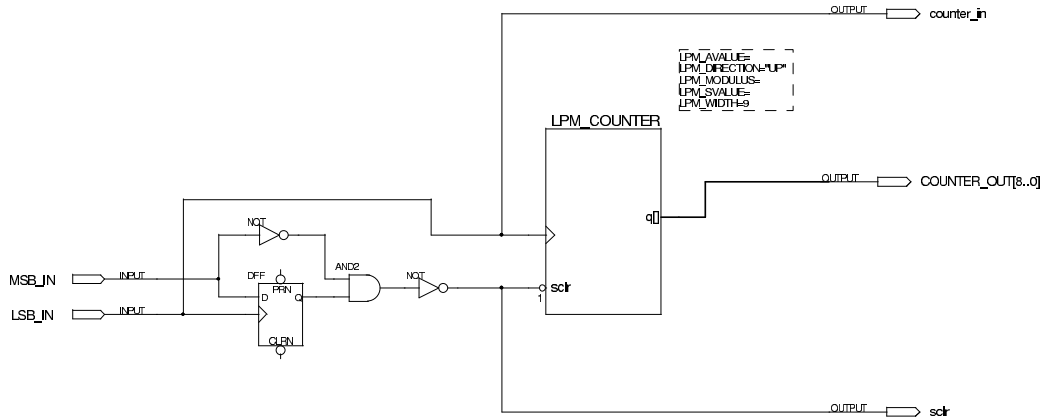 OUTPUT
counter_in
LPM_AVALUE=
LPM_DIRECTION="UP"
LPM_MODULUS=
LPM_SVALUE=
LPM_WIDTH=9
LPM_COUNTER
OUTPUT
COUNTER_OUT[8..0]
q[]
NOT
MSB_IN
INPUT
DFF
PRN
AND2
NOT
D
Q
sclr
1
LSB_IN
INPUT
CLRN
OUTPUT
sclr